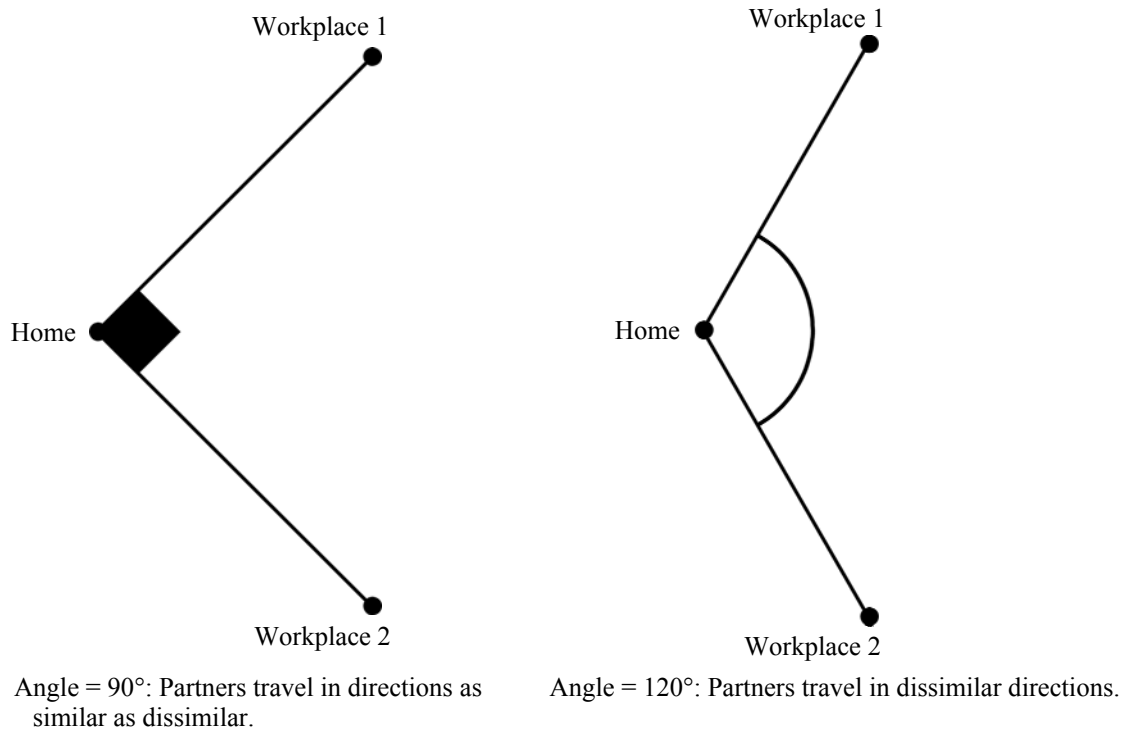 Workplace 1
Home
Workplace 2
Angle = 90°: Partners travel in directions as
similar as dissimilar.
Workplace 1
Home
Workplace 2
Angle = 120°: Partners travel in dissimilar directions.